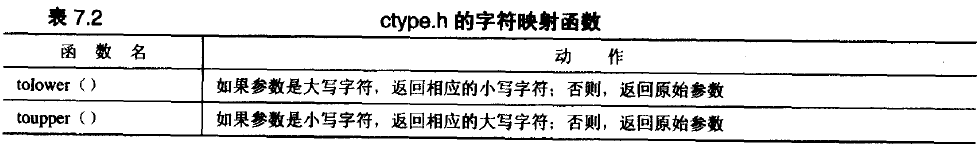 表 7.2 ctype.h 的字符映射函数
函 数 名 动 作
tolower（） 如果参数是大写字符，返回相应的小写字符；否则，返回原始参数
toupper（） 如果参数是小写字符，返回相应的大写字符；否则，返回原始参数